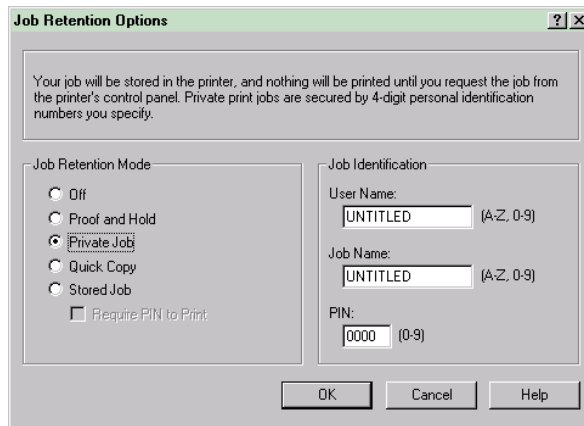 Job Retention Options
Your job will be stored in the printer, and nothing will be printed until you request the job from
the printer's control panel. Private print jobs are secured by 4-digit personal identification
numbers you specify.
Job Retention Mode
Off
Proof and Hold
Private Job
Quick Copy
Stored Job
Require PIN to Print
Job Identification
User Name:
UNTITLED (A-Z, 0-9)
Job Name:
UNTITLED (A-Z, 0-9)
PIN:
0000 (0-9)
OK Cancel Help